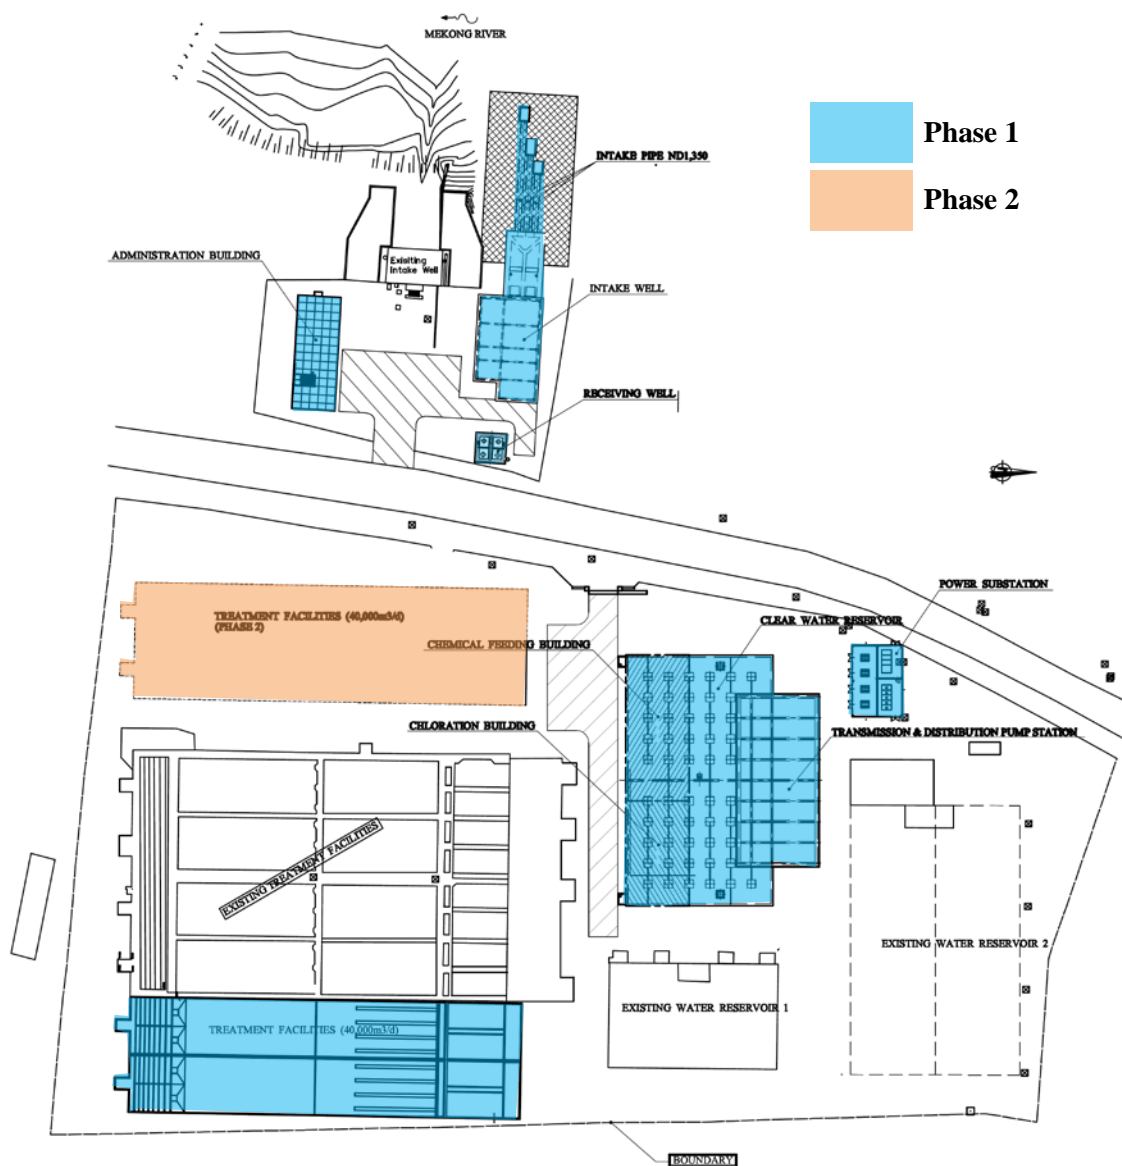 MEKONG RIVER
Phase 1
INTAKE PIPE ND1,350
Phase 2
ADMINISTRATION BUILDING
Exisiting
Intake Well
INTAKE WELL
RECEIVING WELL
POWER SUBSTATION
TREATMENT FACILITIES (40,000m3/d)
(PHASE 2)
CLEAR WATER RESERVOIR
CHEMICAL FEEDING BUILDING
CHLORATION BUILDING
TRANSMISSION & DISTRIBUTION PUMP STATION
EXISTING TREATMENT FACILITIES
EXISTING WATER RESERVOIR 2
EXISTING WATER RESERVOIR 1
TREATMENT FACILITIES (40,000m3/d)
BOUNDARY